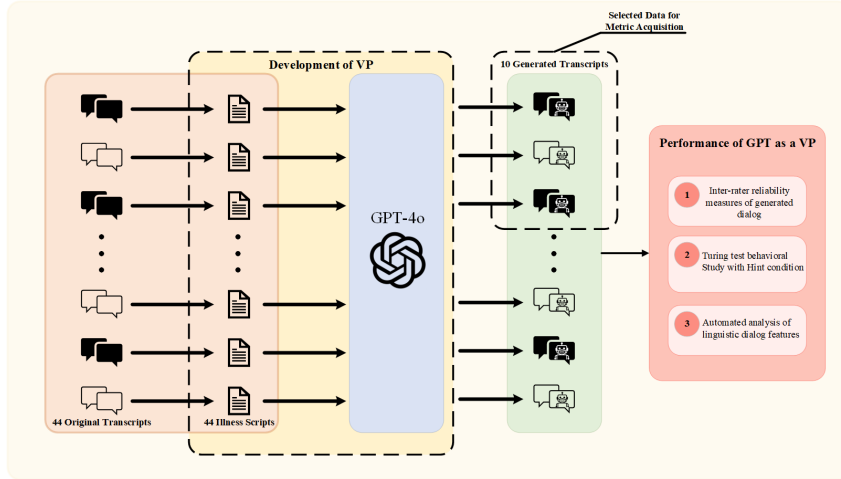 Selected Data for
Metric Acquisition
Development of VP
10 Generated Transcripts
GPT-4o
44 Original Transcripts
44 Illness Scripts
Performance of GPT as a VP
1
Inter-rater reliability
measures of generated
dialog
2
Turing test behavioral
Study with Hint condition
3
Automated analysis of
linguistic dialog features